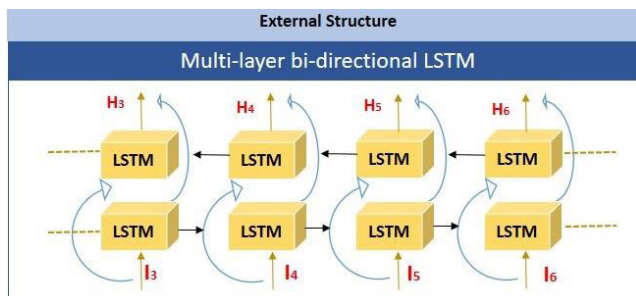 External Structure
Multi-layer bi-directional LSTM
H3 H4 H5 H6
LSTM LSTM LSTM LSTM
LSTM LSTM LSTM LSTM
I3 I4 I5 I6